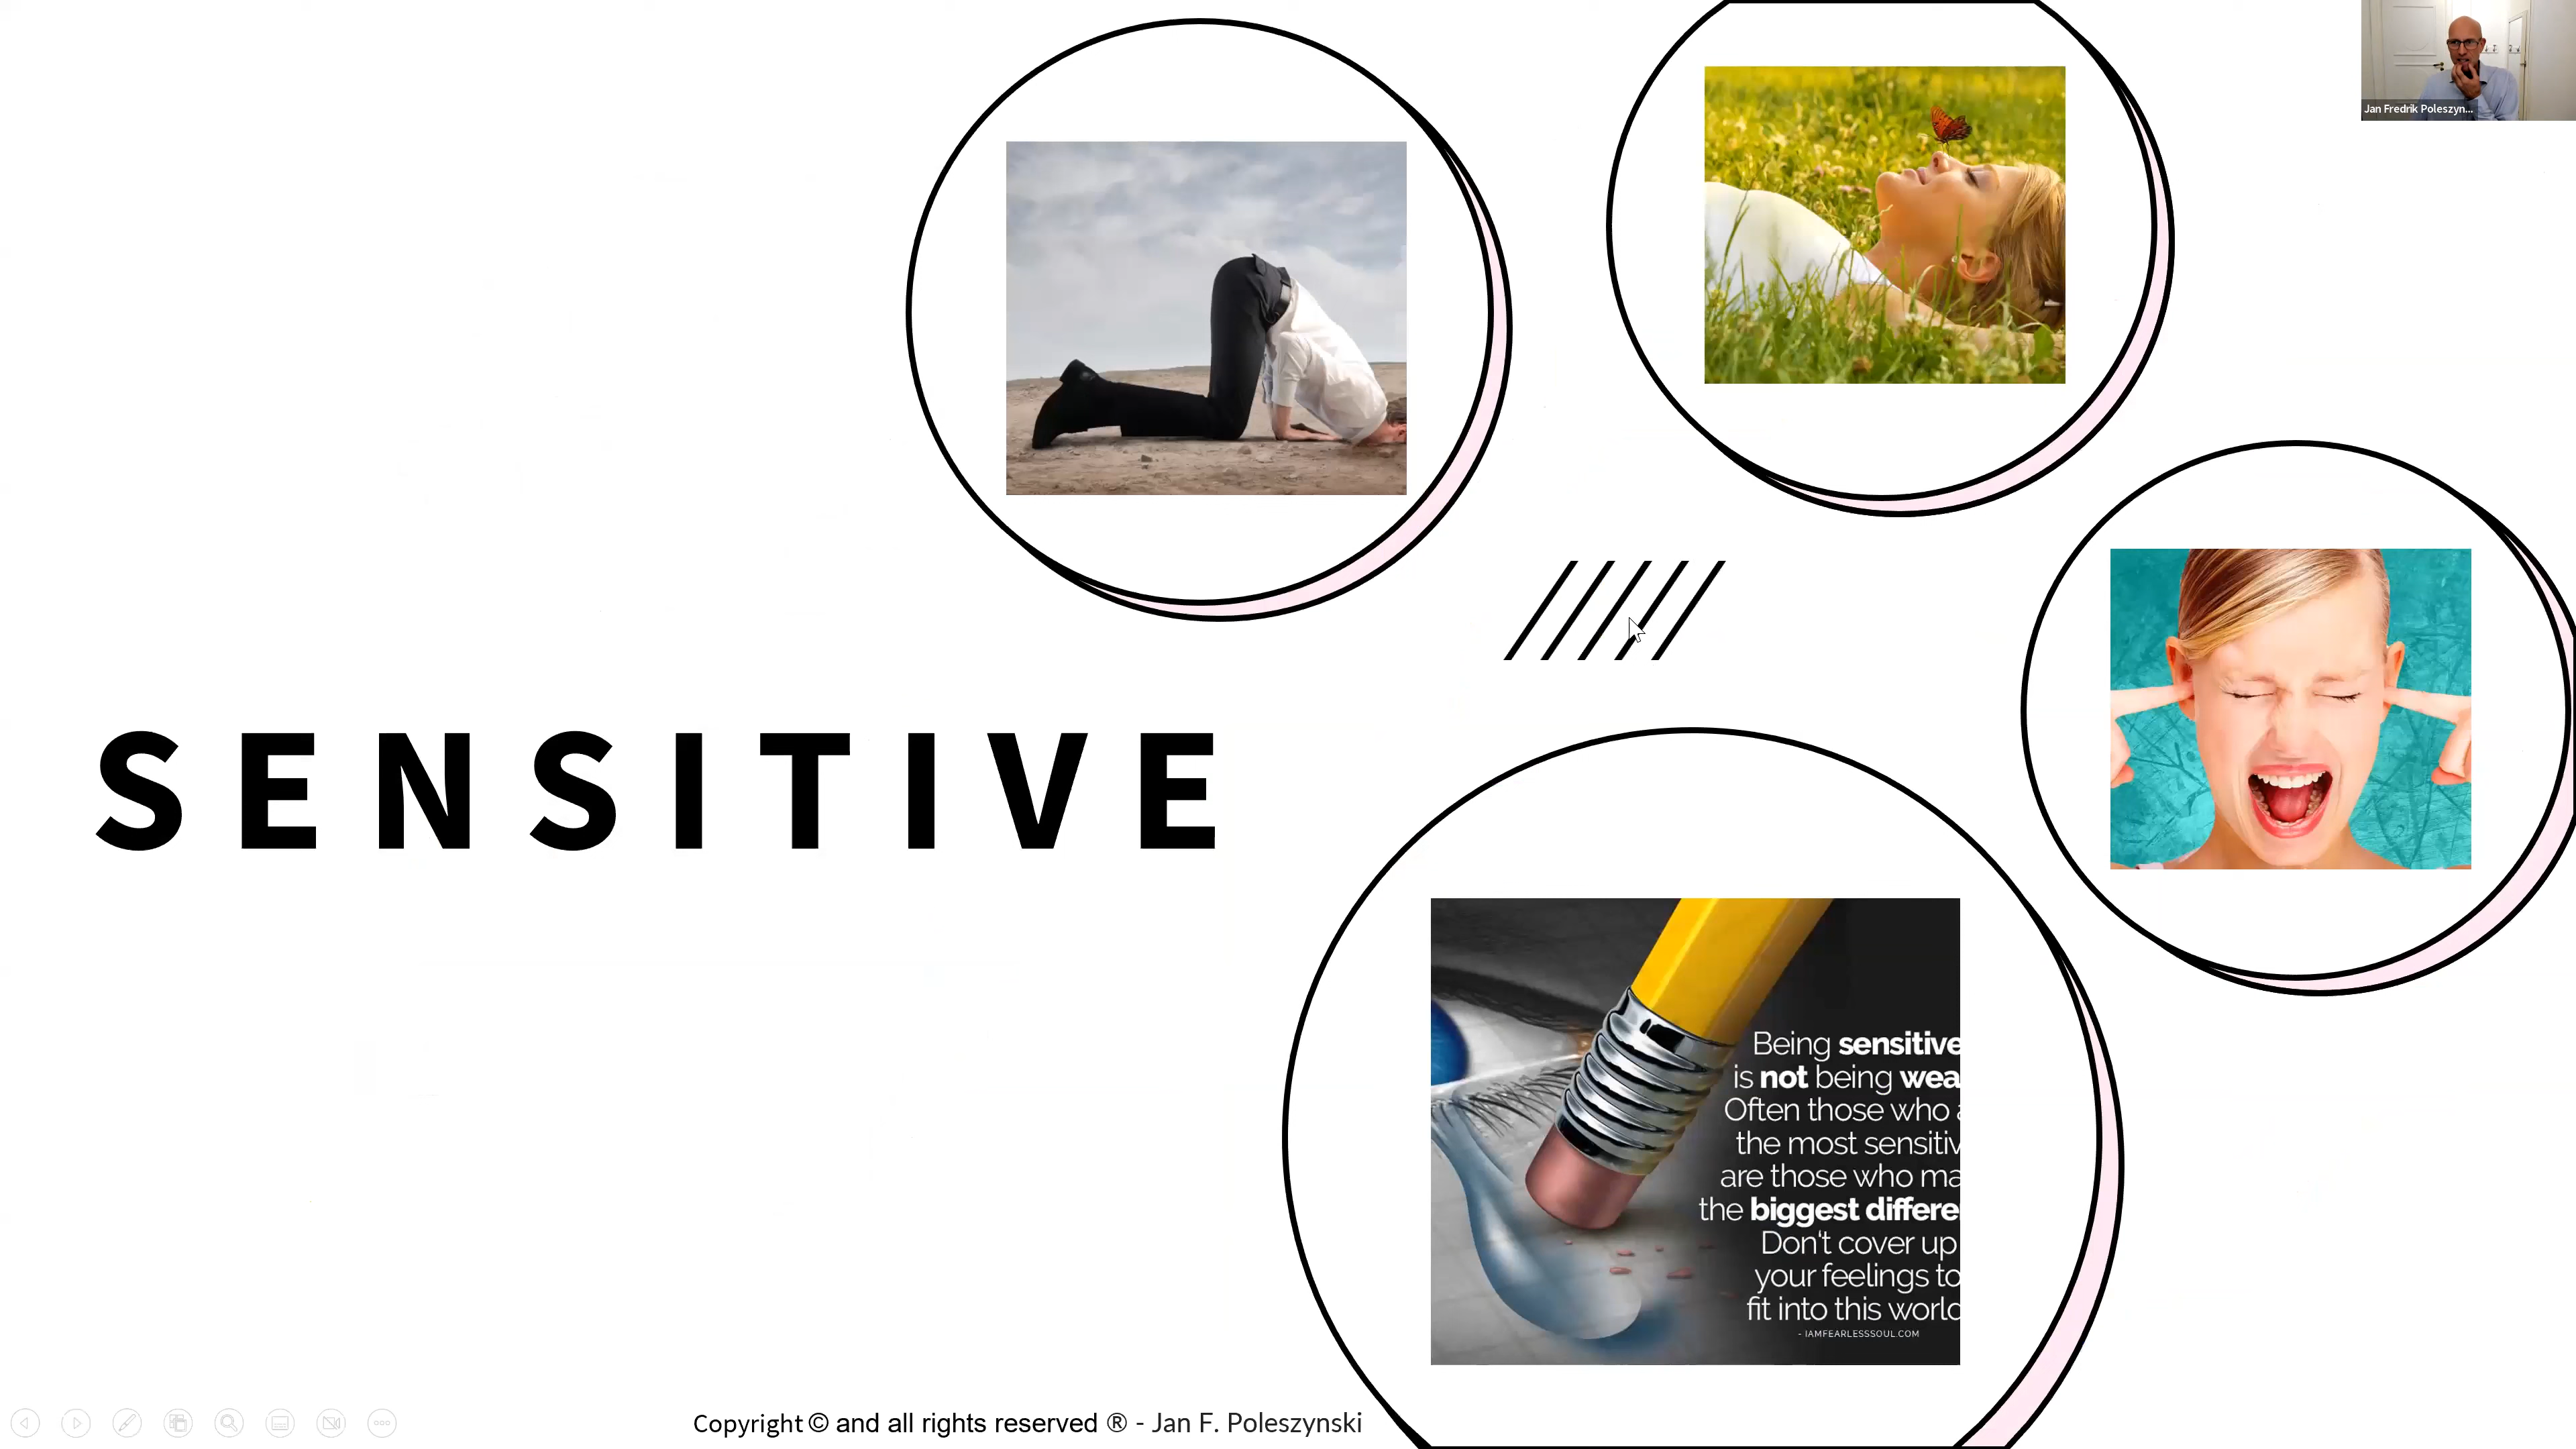 Jan Fredrik Poleszyn...
SENSITIVE
Being sensitive
is not being wea
Often those who
the most sensitiv
are those who ma
the biggest differe
Don't cover up
your feelings to
fit into this world
- IAMFEARLESSSOUL.COM
Copyright © and all rights reserved ® - Jan F. Poleszynski